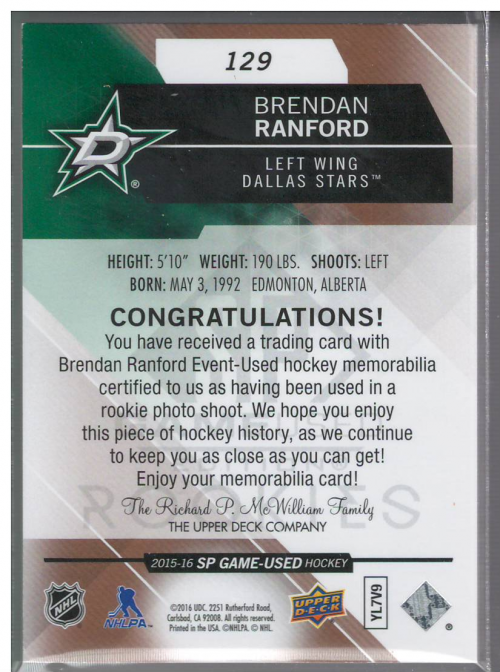 129
BRENDAN
RANFORD
LEFT WING
DALLAS STARS™
D
®
HEIGHT: 5'10" WEIGHT: 190 LBS. SHOOTS: LEFT
BORN: MAY 3, 1992 EDMONTON, ALBERTA
CONGRATULATIONS!
You have received a trading card with
Brendan Ranford Event-Used hockey memorabilia
certified to us as having been used in a
rookie photo shoot. We hope you enjoy
this piece of hockey history, as we continue
to keep you as close as you can get!
Enjoy your memorabilia card!
ROOKIES
The Richard P. McWilliam Family
THE UPPER DECK COMPANY
2015-16 SP GAME-USED HOCKEY
NHL
NHLPA
©2016 UDC. 2251 Rutherford Road,
Carlsbad, CA 92008. All rights reserved.
Printed in the USA. ©NHLPA. © NHL.
UPPER
DECK
YL7V9
®